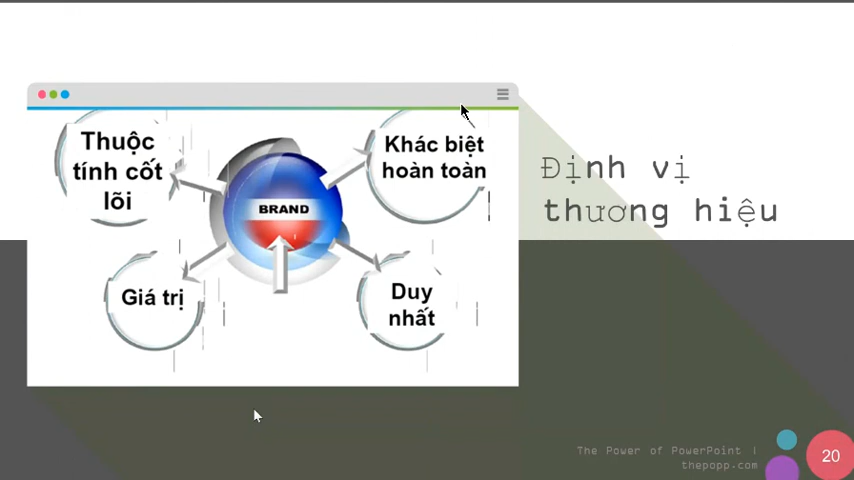 Thuộc
tính cốt
lõi
Khác biệt
hoàn toàn
BRAND
Giá trị
Duy
nhất
Định vị
thương hiệu
The Power of PowerPoint |
thepopp.com
20